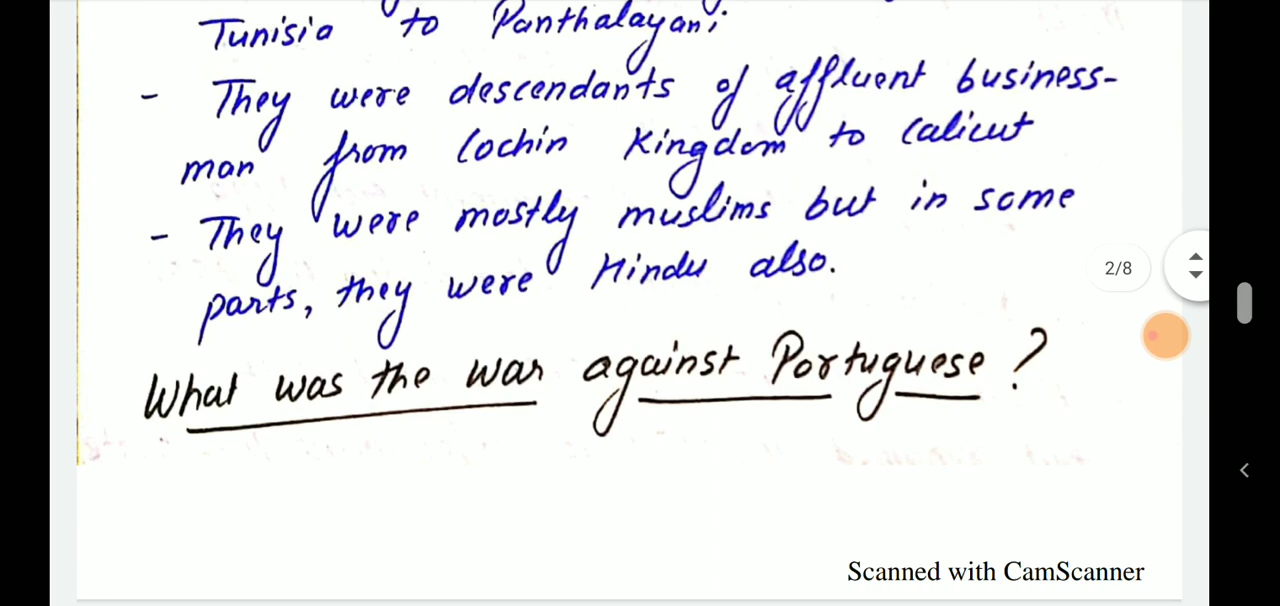 Tunisia to Panthalayani
- They were descendants of affluent business-
man from Cochin Kingdom to Calicut
- They were mostly muslims but in some
parts, they were Hindu also.
2/8
What was the war against Portuguese ?
Scanned with CamScanner